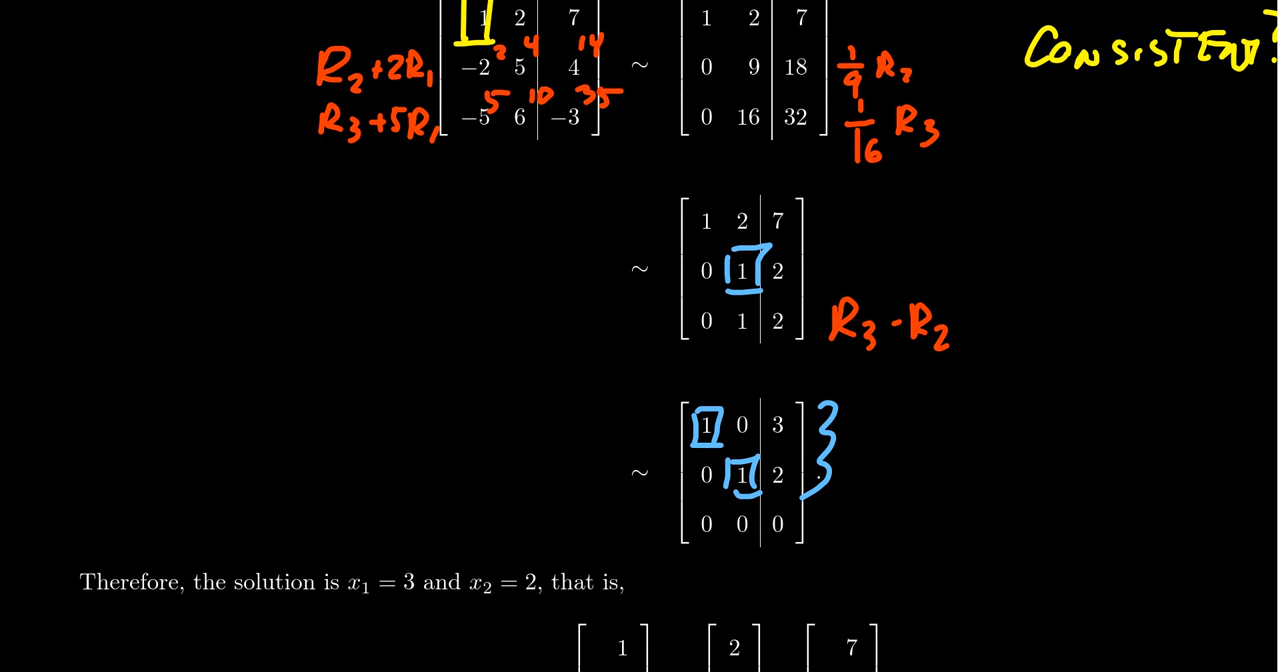 1 2 | 7 1 2 | 7 CONSISTENT?
R₂+2R₁ 2 4 14
−2 5 | 4 ∼ 0 9 | 18 1/9 R₂
5 10 35
R₃+5R₁ −5 6 | −3 0 16 | 32 1/16 R₃
1 2 | 7
∼ 0 1 | 2
0 1 | 2 R₃ - R₂
1 0 | 3
∼ 0 1 | 2
0 0 | 0
Therefore, the solution is x₁ = 3 and x₂ = 2, that is,
1 2 7